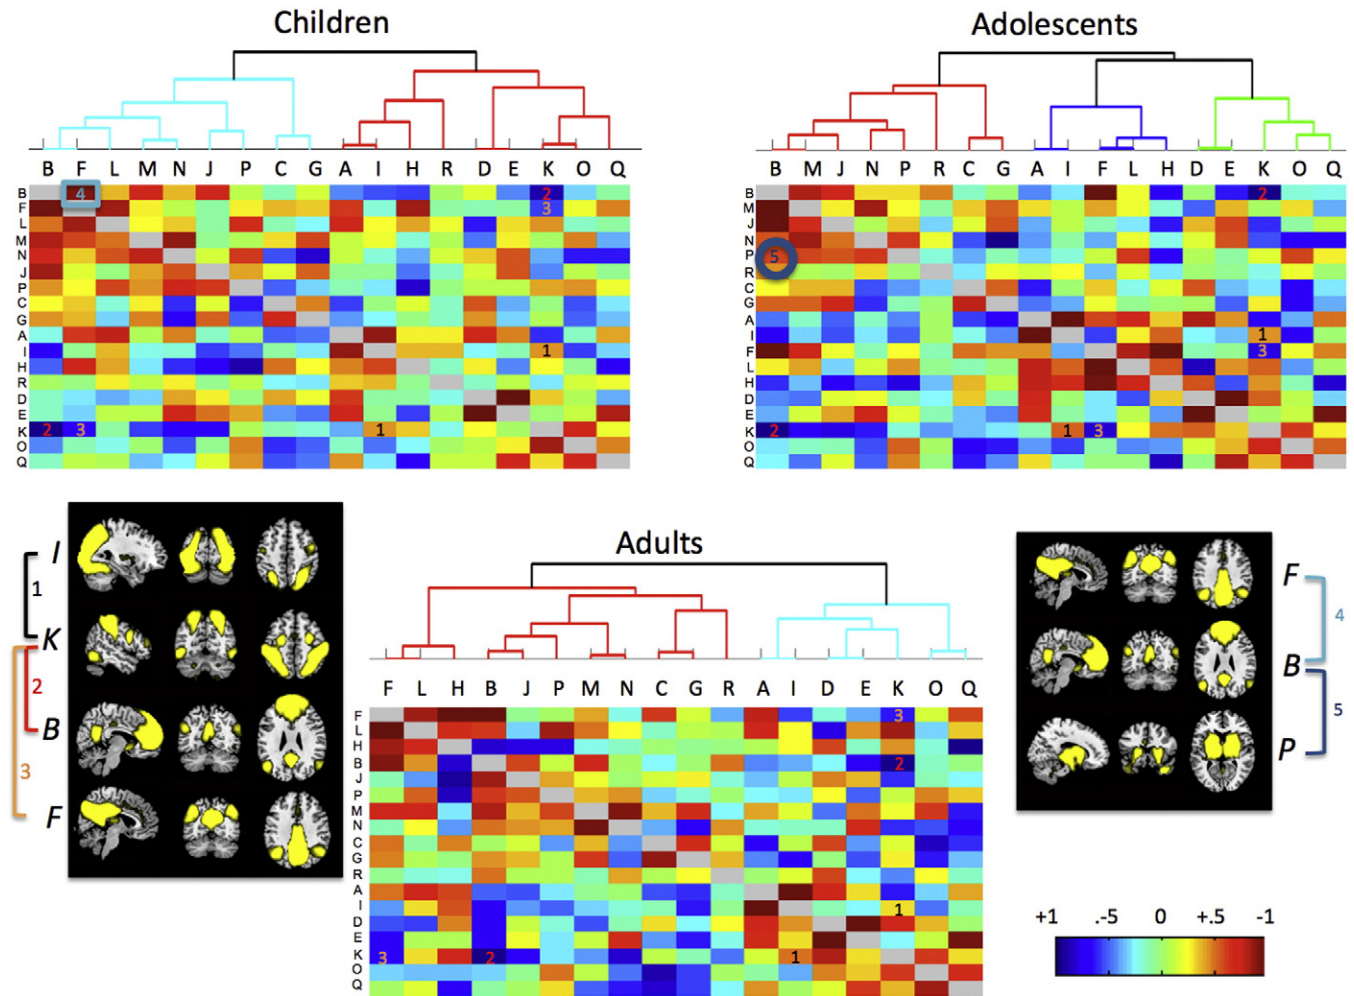 Children
B F L M N J P C G A I H R D E K O Q
B 4 2
F 3
L
M
N
J
P
C
G
A
I 1
H
R
D
E
K 2 3 1
O
Q
Adolescents
B M J N P R C G A I F L H D E K O Q
B 2
M
J
N
P 5
R
C
G
A
I 1
F 3
L
H
D
E
K 2 1 3
O
Q
I
1
K
2
B
3
F
Adults
F L H B J P M N C G R A I D E K O Q
F 3
L
H
B 2
J
P
M
N
C
G
R
A
I 1
D
E
K 3 2 1
O
Q
F
4
B
5
P
+1 .-5 0 +.5 -1